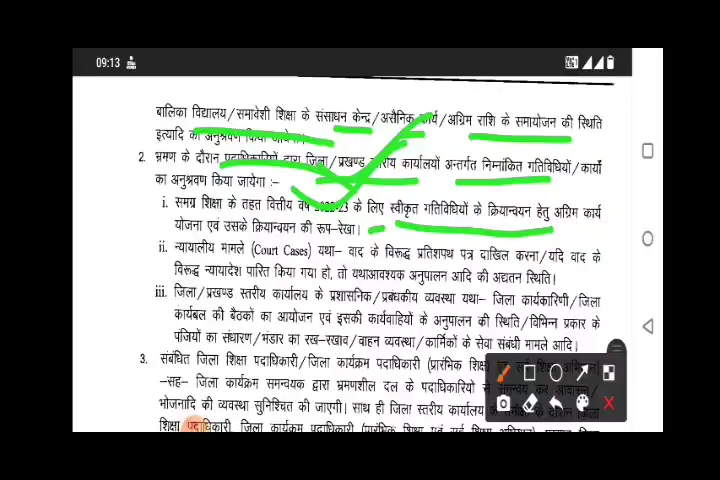 09:13
बालिका विद्यालय/समावेशी शिक्षा के संसाधन केन्द्र/असैनिक कार्य/अग्रिम राशि के समायोजन की स्थिति
इत्यादि का अनुश्रवण किया जायेगा।
2. भ्रमण के दौरान पदाधिकारियों द्वारा जिला/प्रखण्ड स्तरीय कार्यालयों अन्तर्गत निम्नांकित गतिविधियों/कार्यों
का अनुश्रवण किया जायेगा :-
i. समग्र शिक्षा के तहत वित्तीय वर्ष 2022-23 के लिए स्वीकृत गतिविधियों के क्रियान्वयन हेतु अग्रिम कार्य
योजना एवं उसके क्रियान्वयन की रूप-रेखा।
ii. न्यायालीय मामले (Court Cases) यथा- वाद के विरूद्ध प्रतिशपथ पत्र दाखिल करना/यदि वाद के
विरूद्ध न्यायादेश पारित किया गया हो, तो यथाआवश्यक अनुपालन आदि की अद्यतन स्थिति।
iii. जिला/प्रखण्ड स्तरीय कार्यालय के प्रशासनिक/प्रबंधकीय व्यवस्था यथा- जिला कार्यकारिणी/जिला
कार्यबल की बैठकों का आयोजन एवं इसकी कार्यवाहियों के अनुपालन की स्थिति/विभिन्न प्रकार के
पंजियों का संधारण/भंडार का रख-रखाव/वाहन व्यवस्था/कार्मिकों के सेवा संबंधी मामले आदि।
3. संबंधित जिला शिक्षा पदाधिकारी/जिला कार्यक्रम पदाधिकारी (प्रारंभिक शिक्षा
-सह- जिला कार्यक्रम समन्वयक द्वारा भ्रमणशील दल के पदाधिकारियों से
भोजनादि की व्यवस्था सुनिश्चित की जाएगी। साथ ही जिला स्तरीय कार्यालय
शिक्षा पदाधिकारी, जिला कार्यक्रम पदाधिकारी (प्रारंभिक शिक्षा एवं सर्व शिक्षा अभियान),